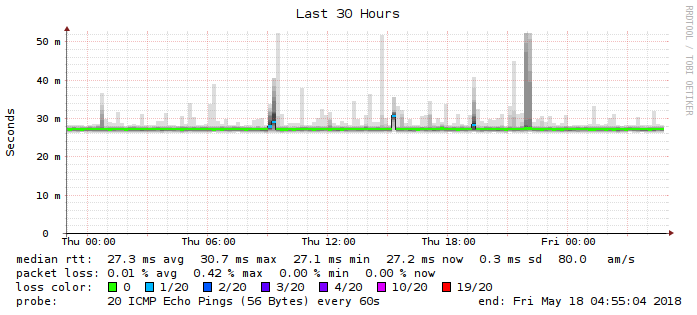 Last 30 Hours
RRDTOOL / TOBI OETIKER
Seconds
50 m
40 m
30 m
20 m
10 m
0
Thu 00:00 Thu 06:00 Thu 12:00 Thu 18:00 Fri 00:00
median rtt: 27.3 ms avg 30.7 ms max 27.1 ms min 27.2 ms now 0.3 ms sd 80.0 am/s
packet loss: 0.01 % avg 0.42 % max 0.00 % min 0.00 % now
loss color: 0 1/20 2/20 3/20 4/20 10/20 19/20
probe: 20 ICMP Echo Pings (56 Bytes) every 60s end: Fri May 18 04:55:04 2018